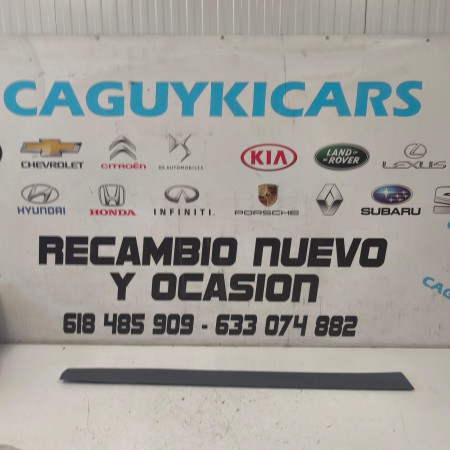 CAGUYKICARS
CHEVROLET CITROËN DS AUTOMOBILES KIA LAND ROVER LEXUS
HYUNDAI HONDA INFINITI PORSCHE SUBARU
RECAMBIO NUEVO
Y OCASION
618 485 909 - 633 074 882